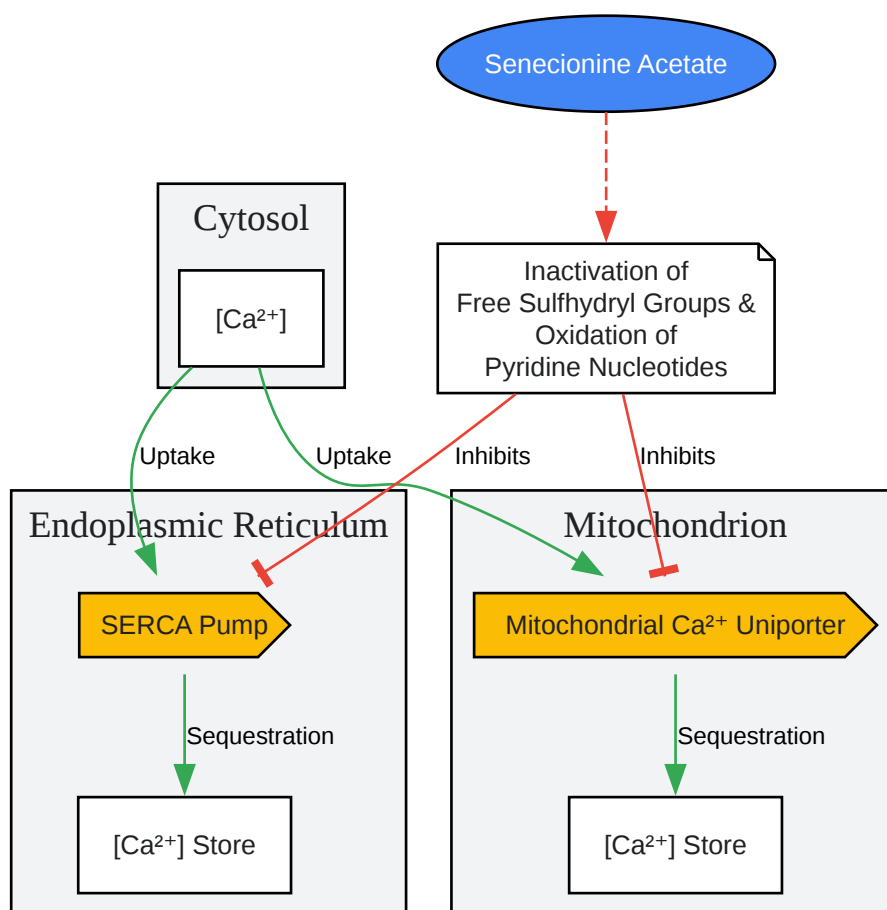 Senecionine Acetate
Cytosol
[Ca²⁺]
Inactivation of
Free Sulfhydryl Groups &
Oxidation of
Pyridine Nucleotides
Uptake
Uptake
Inhibits
Inhibits
Endoplasmic Reticulum
Mitochondrion
SERCA Pump
Mitochondrial Ca²⁺ Uniporter
Sequestration
Sequestration
[Ca²⁺] Store
[Ca²⁺] Store